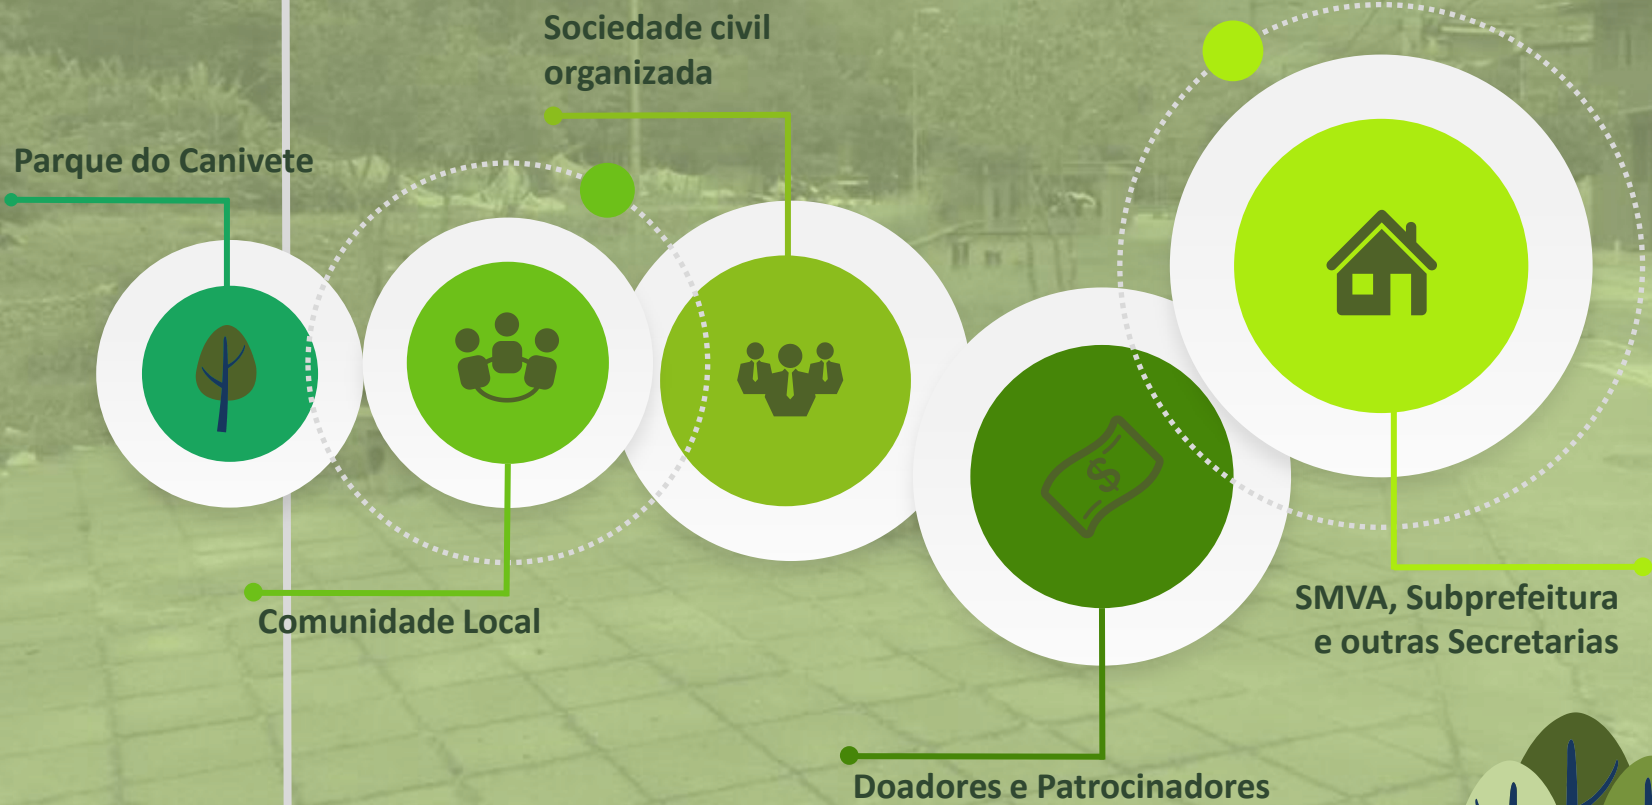 Parque do Canivete
Comunidade Local
Sociedade civil
organizada
Doadores e Patrocinadores
SMVA, Subprefeitura
e outras Secretarias